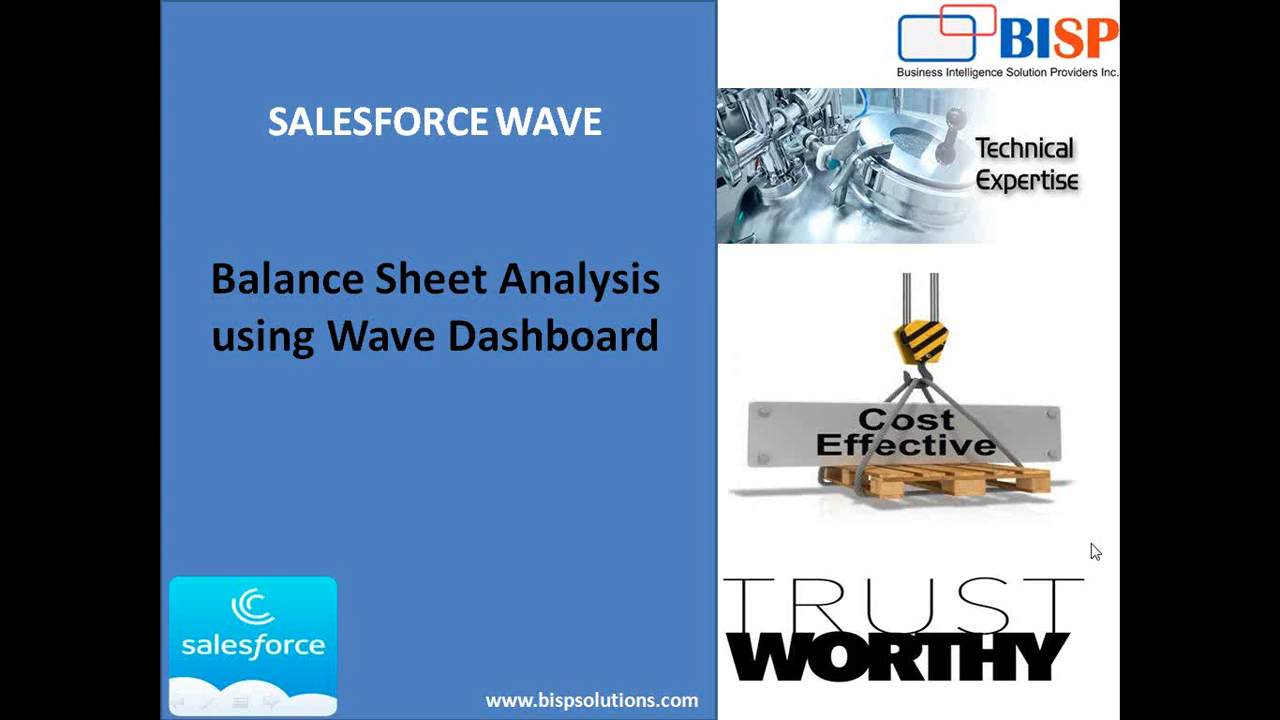 SALESFORCE WAVE
Balance Sheet Analysis
using Wave Dashboard
salesforce
www.bispsolutions.com
BISP
Business Intelligence Solution Providers Inc.
Technical
Expertise
Cost
Effective
TRUST
WORTHY